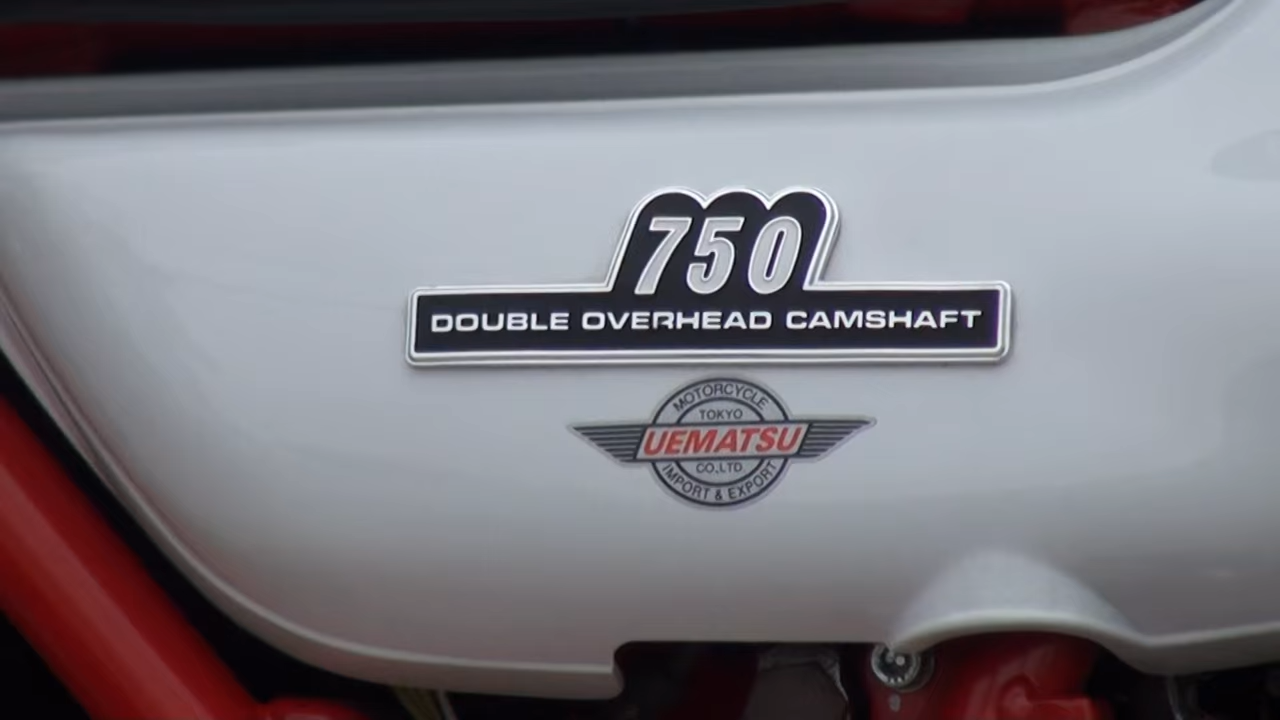 750
DOUBLE OVERHEAD CAMSHAFT
MOTORCYCLE
TOKYO
UEMATSU
CO.,LTD.
IMPORT & EXPORT